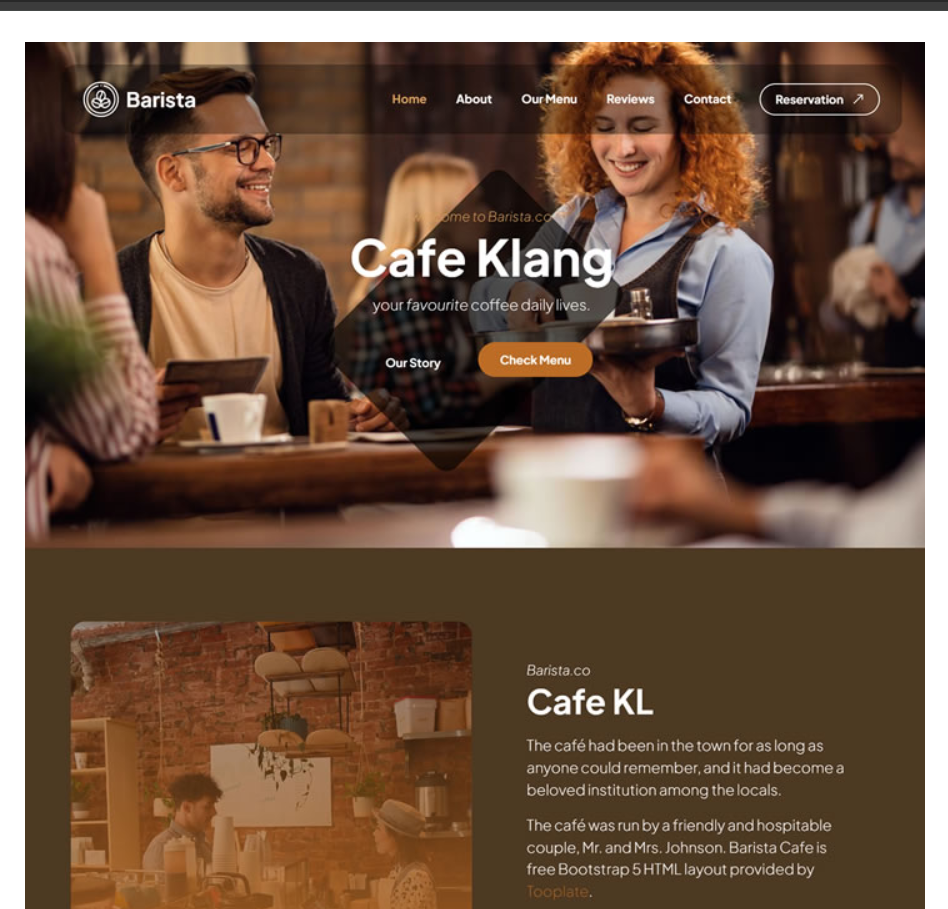 Barista
Home About Our Menu Reviews Contact Reservation
to Barista.co
Cafe Klang
your favourite coffee daily lives.
Our Story Check Menu
Barista.co
Cafe KL
The café had been in the town for as long as
anyone could remember, and it had become a
beloved institution among the locals.
The café was run by a friendly and hospitable
couple, Mr. and Mrs. Johnson. Barista Cafe is
free Bootstrap 5 HTML layout provided by
Tooplate.